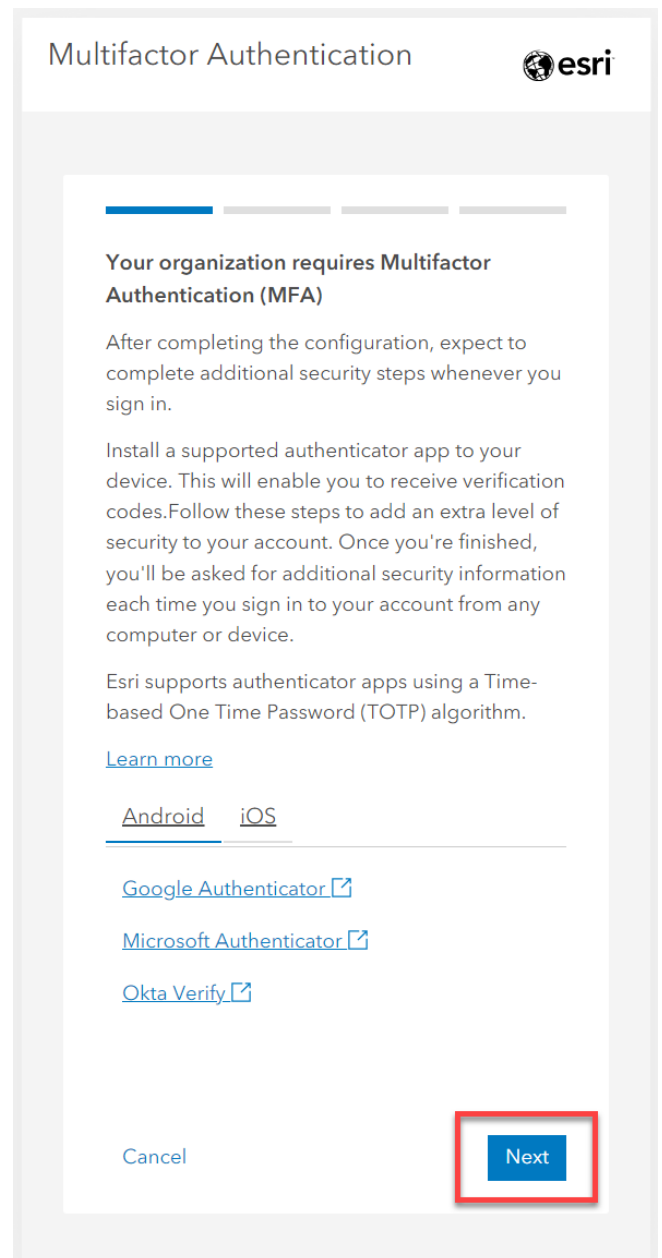 Multifactor Authentication
esri
Your organization requires Multifactor
Authentication (MFA)
After completing the configuration, expect to
complete additional security steps whenever you
sign in.
Install a supported authenticator app to your
device. This will enable you to receive verification
codes.Follow these steps to add an extra level of
security to your account. Once you're finished,
you'll be asked for additional security information
each time you sign in to your account from any
computer or device.
Esri supports authenticator apps using a Time-
based One Time Password (TOTP) algorithm.
Learn more
Android iOS
Google Authenticator
Microsoft Authenticator
Okta Verify
Cancel Next